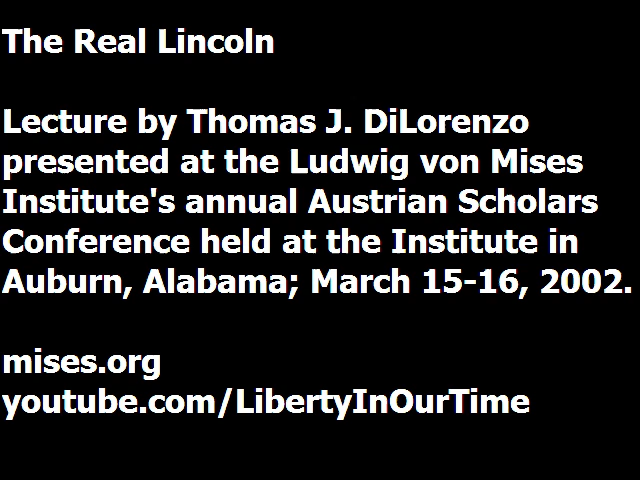 The Real Lincoln
Lecture by Thomas J. DiLorenzo
presented at the Ludwig von Mises
Institute's annual Austrian Scholars
Conference held at the Institute in
Auburn, Alabama; March 15-16, 2002.
mises.org
youtube.com/LibertyInOurTime